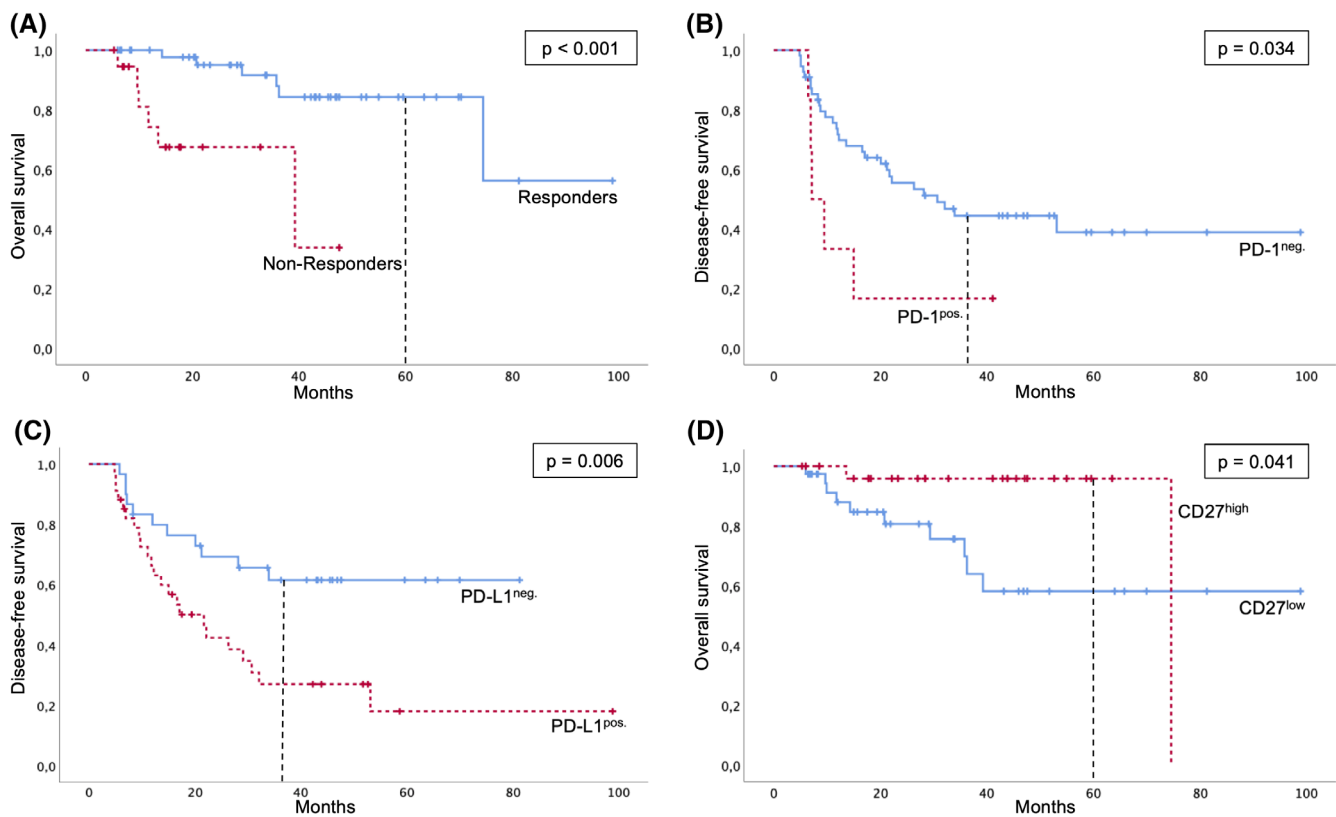 (A)
p < 0.001
1,0
0,8
0,6
0,4
0,2
0,0
Overall survival
Responders
Non-Responders
0 20 40 60 80 100
Months
(B)
p = 0.034
1,0
0,8
0,6
0,4
0,2
0,0
Disease-free survival
PD-1neg.
PD-1pos.
0 20 40 60 80 100
Months
(C)
p = 0.006
1,0
0,8
0,6
0,4
0,2
0,0
Disease-free survival
PD-L1neg.
PD-L1pos.
0 20 40 60 80 100
Months
(D)
p = 0.041
1,0
0,8
0,6
0,4
0,2
0,0
Overall survival
CD27high
CD27low
0 20 40 60 80 100
Months